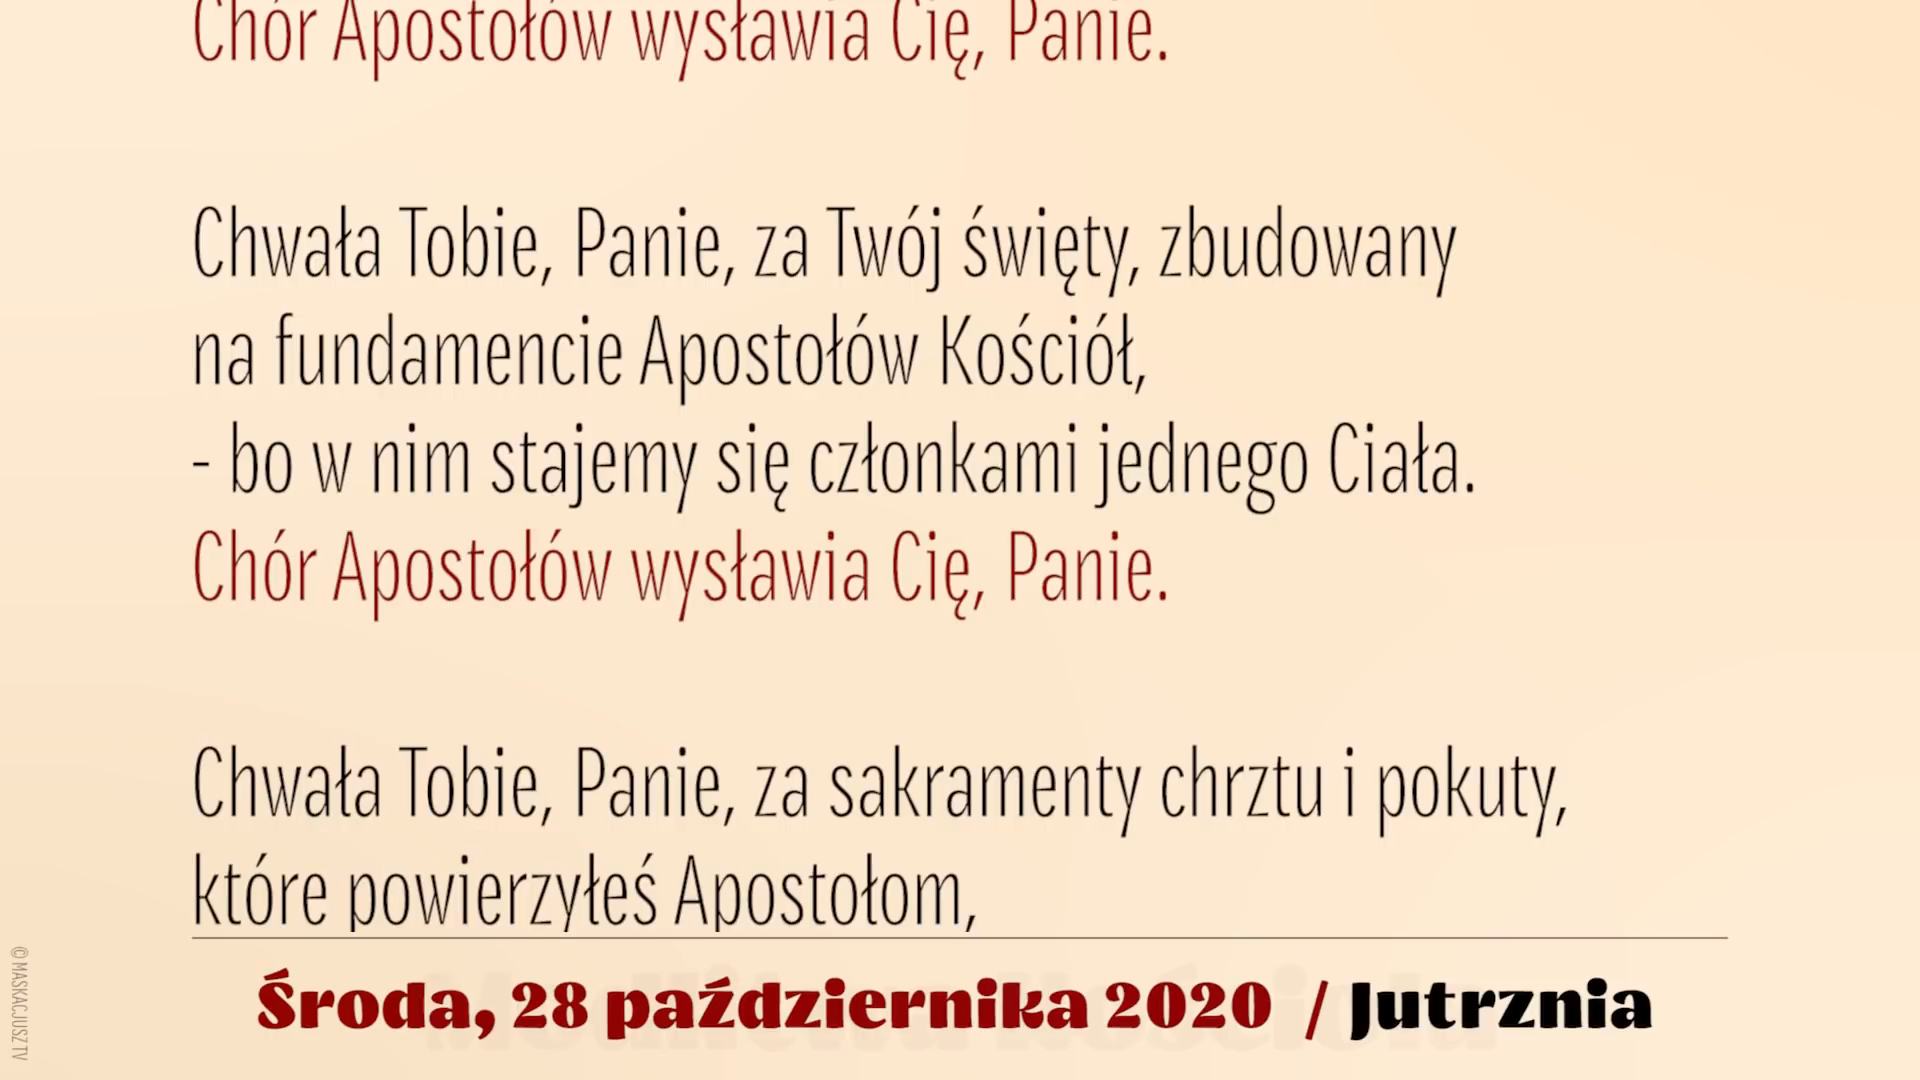 Chór Apostołów wysławia Cię, Panie.
Chwała Tobie, Panie, za Twój święty, zbudowany
na fundamencie Apostołów Kościół,
- bo w nim stajemy się członkami jednego Ciała.
Chór Apostołów wysławia Cię, Panie.
Chwała Tobie, Panie, za sakramenty chrztu i pokuty,
które powierzyłeś Apostołom,
Środa, 28 października 2020 / Jutrznia
© MASKACJUSZ TV